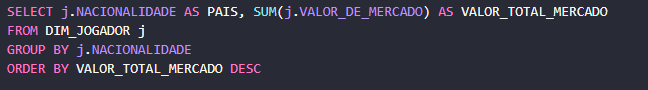 SELECT j.NACIONALIDADE AS PAIS, SUM(j.VALOR_DE_MERCADO) AS VALOR_TOTAL_MERCADO
FROM DIM_JOGADOR j
GROUP BY j.NACIONALIDADE
ORDER BY VALOR_TOTAL_MERCADO DESC